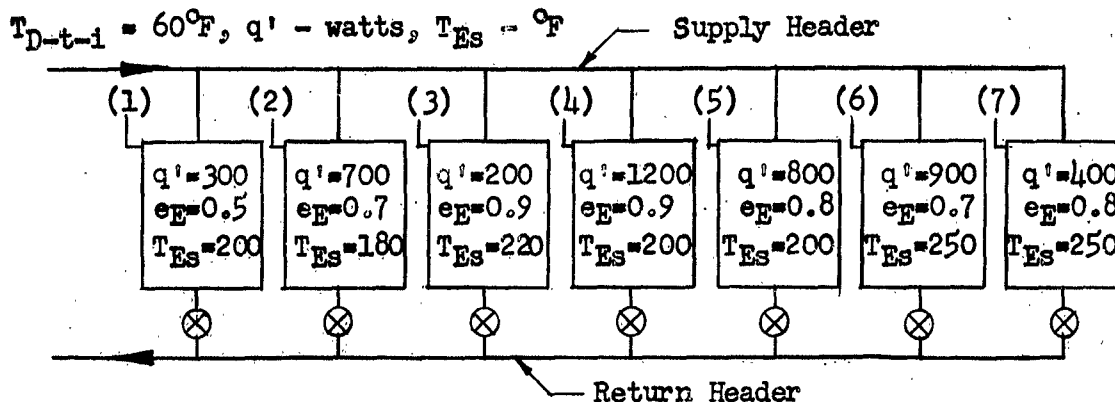 T_D-t-i = 60°F, q' - watts, T_Es - °F
Supply Header
(1) (2) (3) (4) (5) (6) (7)
q'=300 q'=700 q'=200 q'=1200 q'=800 q'=900 q'=400
e_E=0.5 e_E=0.7 e_E=0.9 e_E=0.9 e_E=0.8 e_E=0.7 e_E=0.8
T_Es=200 T_Es=180 T_Es=220 T_Es=200 T_Es=200 T_Es=250 T_Es=250
Return Header